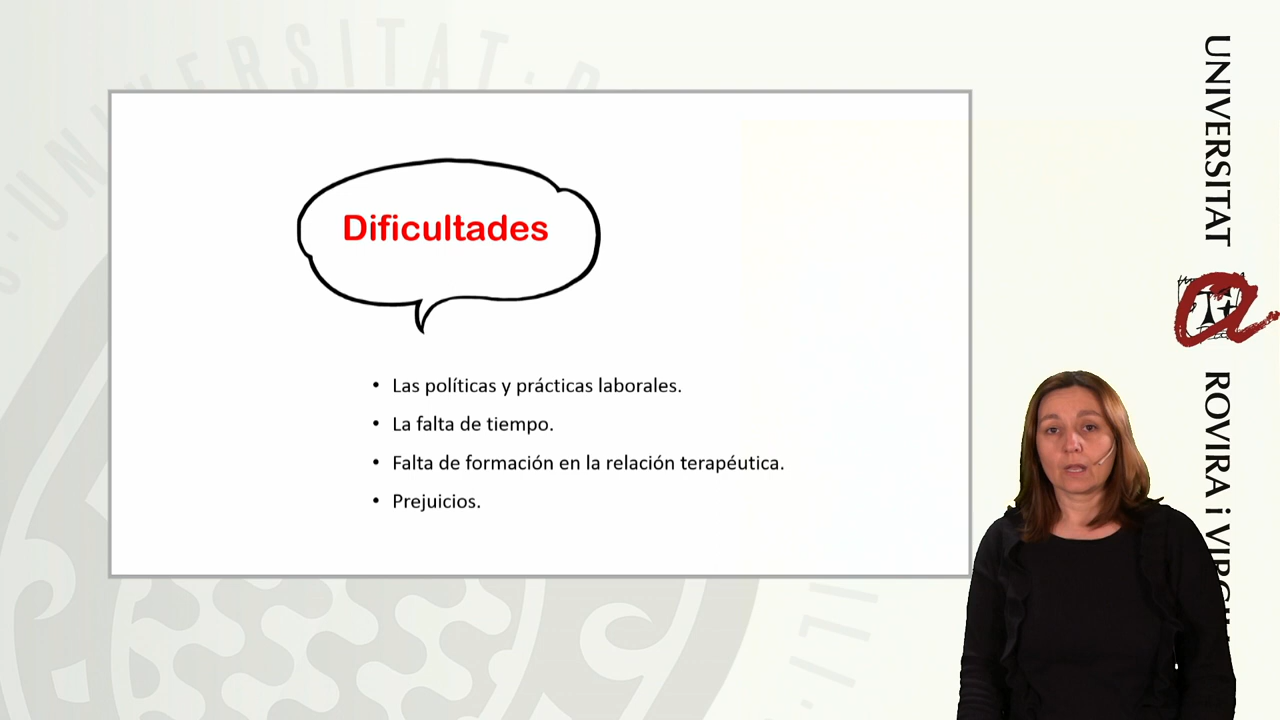 Dificultades
• Las políticas y prácticas laborales.
• La falta de tiempo.
• Falta de formación en la relación terapéutica.
• Prejuicios.
UNIVERSITAT
ROVIRA i